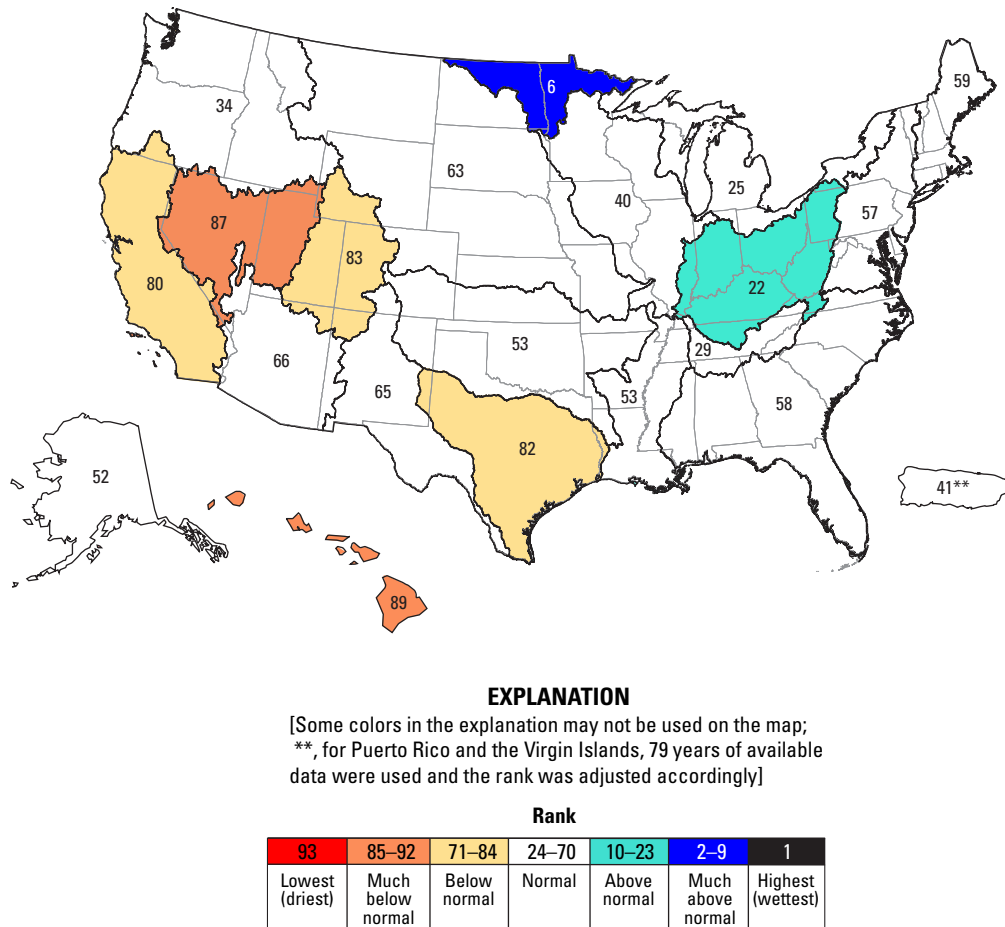 6
59
34
63
25
40
57
87
83
80
22
53
29
66
65
53
58
82
52
41**
89
EXPLANATION
[Some colors in the explanation may not be used on the map;
**, for Puerto Rico and the Virgin Islands, 79 years of available
data were used and the rank was adjusted accordingly]
Rank
93 85–92 71–84 24–70 10–23 2–9 1
Lowest Much Below Normal Above Much Highest
(driest) below normal normal above (wettest)
normal normal